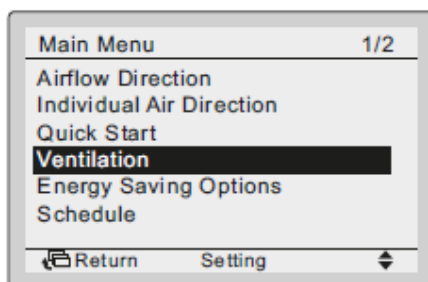 Main Menu 1/2
Airflow Direction
Individual Air Direction
Quick Start
Ventilation
Energy Saving Options
Schedule
Return Setting